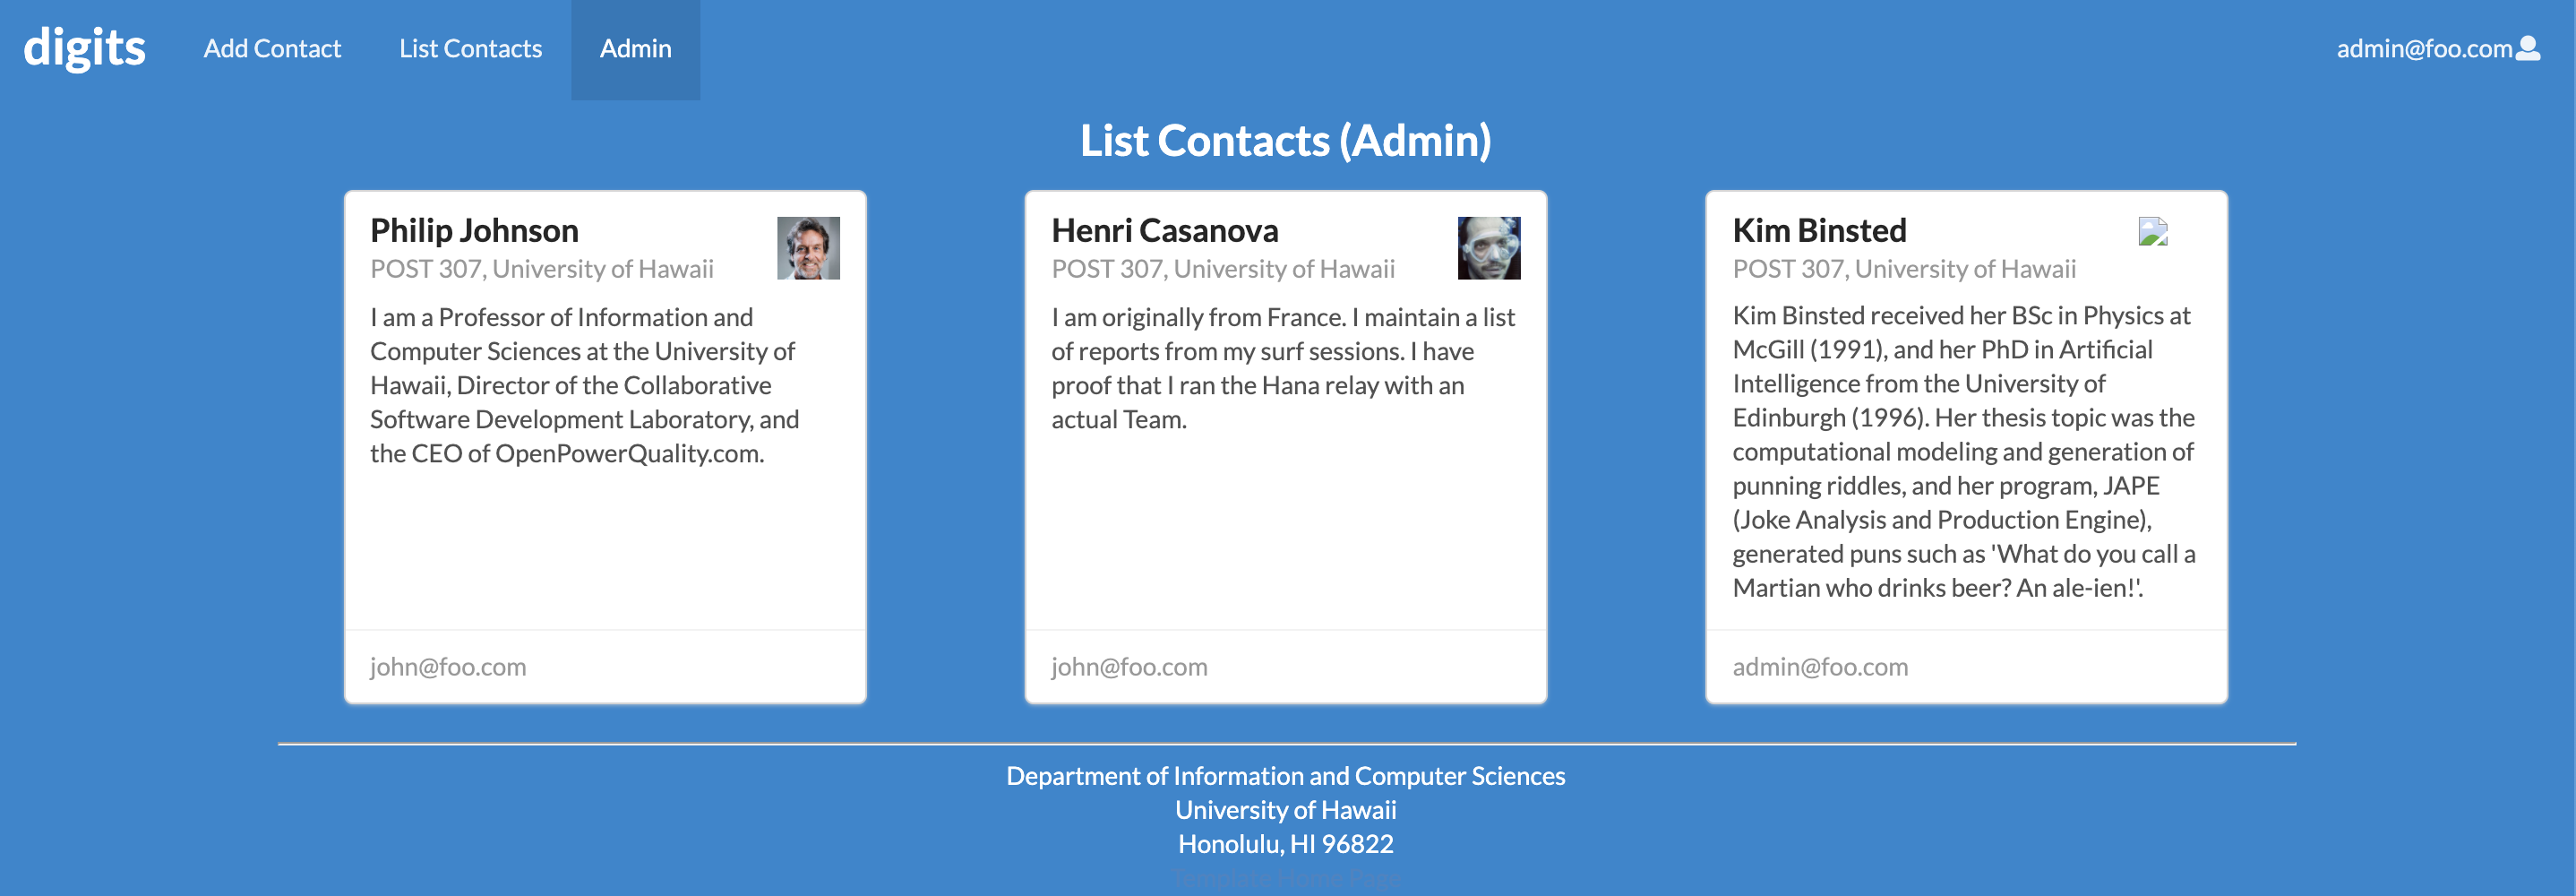 digits Add Contact List Contacts Admin admin@foo.com
List Contacts (Admin)
Philip Johnson
POST 307, University of Hawaii
I am a Professor of Information and
Computer Sciences at the University of
Hawaii, Director of the Collaborative
Software Development Laboratory, and
the CEO of OpenPowerQuality.com.
john@foo.com
Henri Casanova
POST 307, University of Hawaii
I am originally from France. I maintain a list
of reports from my surf sessions. I have
proof that I ran the Hana relay with an
actual Team.
john@foo.com
Kim Binsted
POST 307, University of Hawaii
Kim Binsted received her BSc in Physics at
McGill (1991), and her PhD in Artificial
Intelligence from the University of
Edinburgh (1996). Her thesis topic was the
computational modeling and generation of
punning riddles, and her program, JAPE
(Joke Analysis and Production Engine),
generated puns such as 'What do you call a
Martian who drinks beer? An ale-ien!'.
admin@foo.com
Department of Information and Computer Sciences
University of Hawaii
Honolulu, HI 96822
Template Home Page